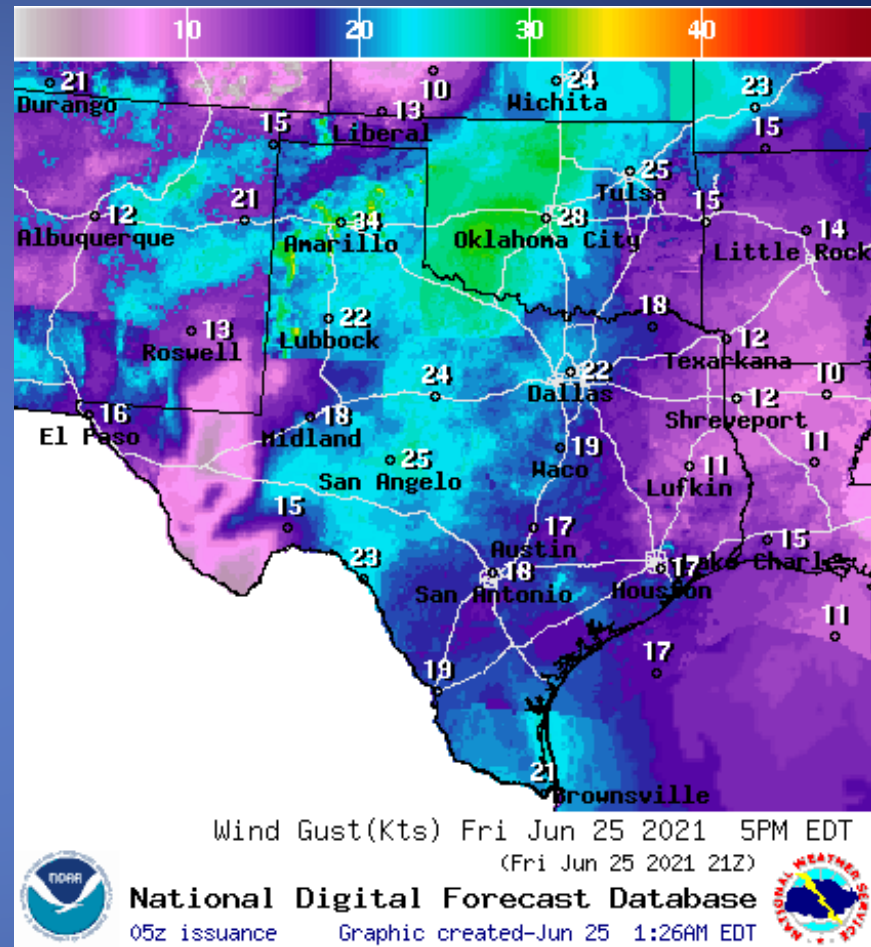 10 20 30 40
21 Durango
10
13 Liberal
24 Wichita
23
15
15
25 Tulsa
12 Albuquerque
21
34 Amarillo
28 Oklahoma City
15
14 Little Rock
13 Roswell
22 Lubbock
18
12 Texarkana
16 El Paso
18 Midland
24
22 Dallas
12 Shreveport
10
25 San Angelo
19 Waco
11 Lufkin
11
15
23
17 Austin
18 San Antonio
17 Houston
15 Lake Charles
11
17
19
21 Brownsville
Wind Gust(Kts) Fri Jun 25 2021 5PM EDT
(Fri Jun 25 2021 21Z)
National Digital Forecast Database
05z issuance Graphic created-Jun 25 1:26AM EDT
NOAA
NATIONAL WEATHER SERVICE